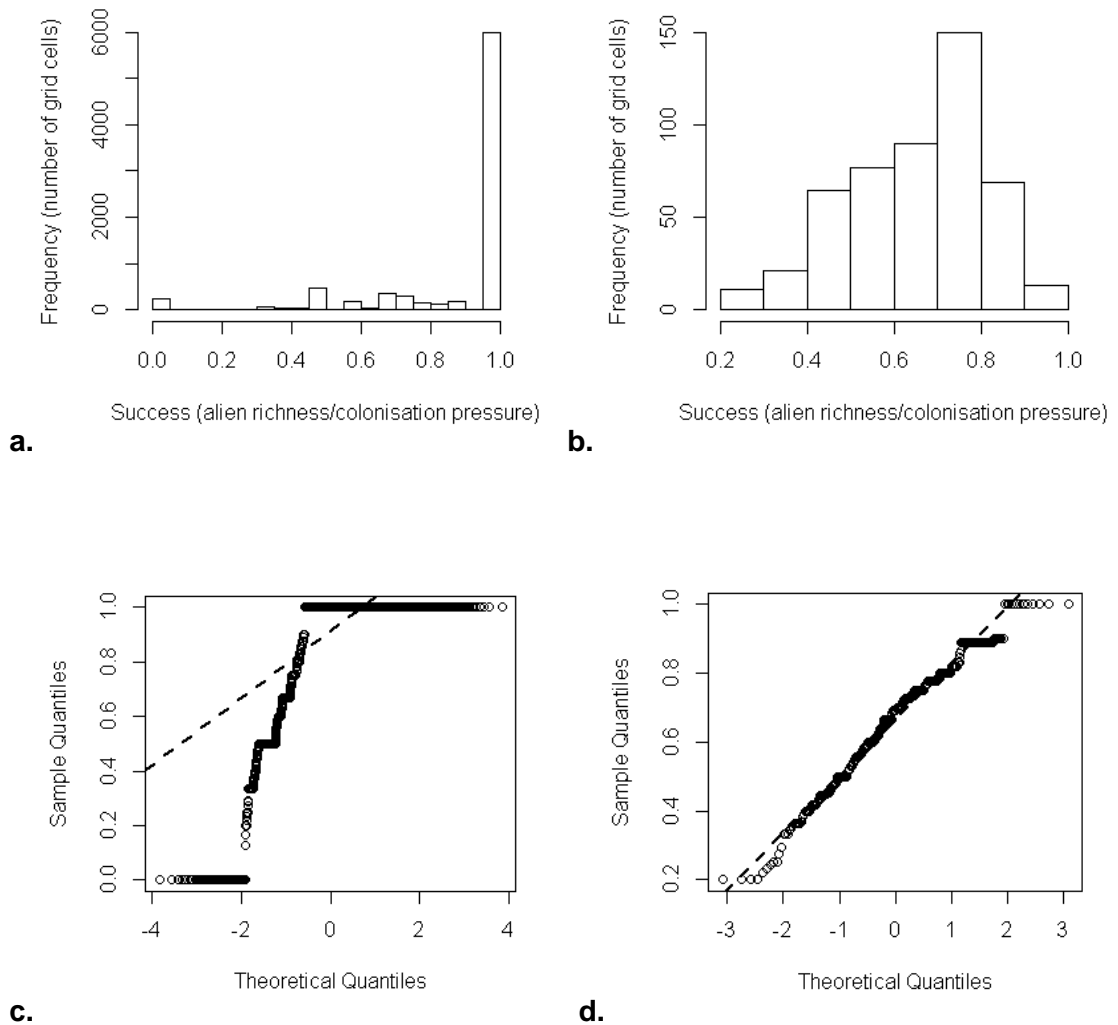 Frequency (number of grid cells)
6000
4000
2000
0
0.0 0.2 0.4 0.6 0.8 1.0
Success (alien richness/colonisation pressure)
a.
Frequency (number of grid cells)
150
100
50
0
0.2 0.4 0.6 0.8 1.0
Success (alien richness/colonisation pressure)
b.
Sample Quantiles
1.0
0.8
0.6
0.4
0.2
0.0
-4 -2 0 2 4
Theoretical Quantiles
c.
Sample Quantiles
1.0
0.8
0.6
0.4
0.2
-3 -2 -1 0 1 2 3
Theoretical Quantiles
d.